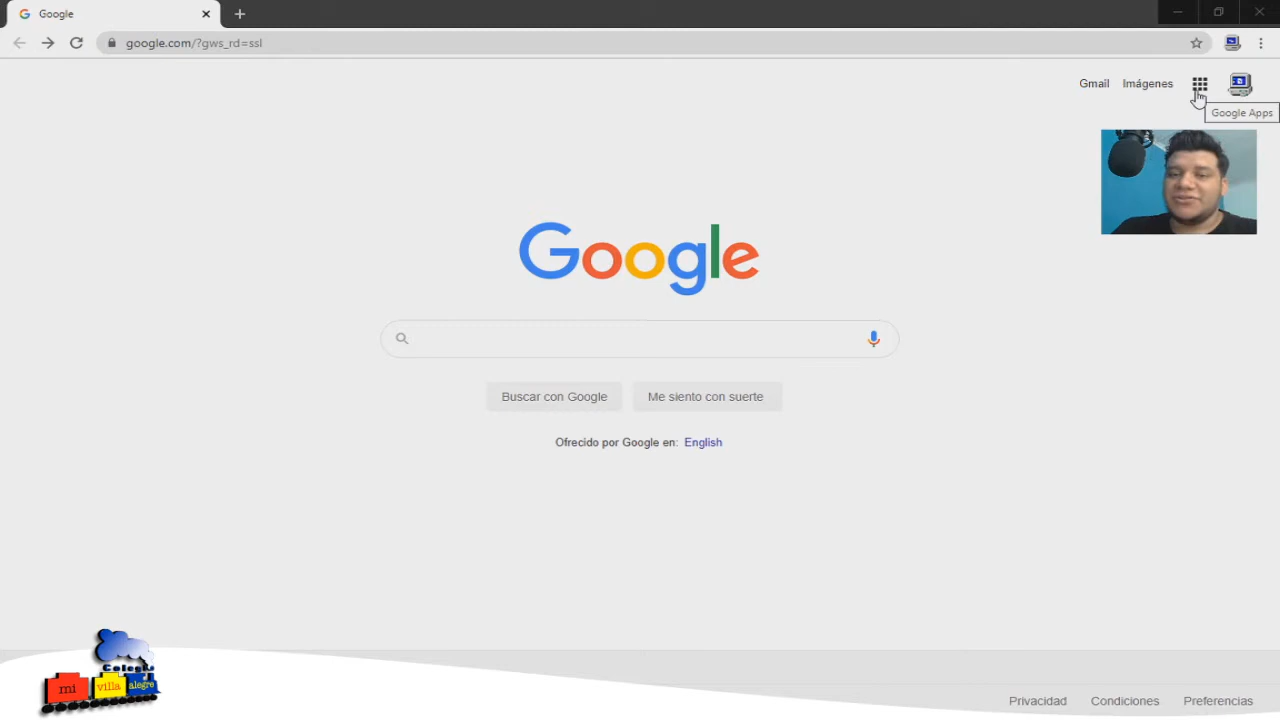 Google
google.com/?gws_rd=ssl
Gmail Imágenes
Google Apps
Google
Buscar con Google Me siento con suerte
Ofrecido por Google en: English
Colegio
mi villa alegre
Privacidad Condiciones Preferencias